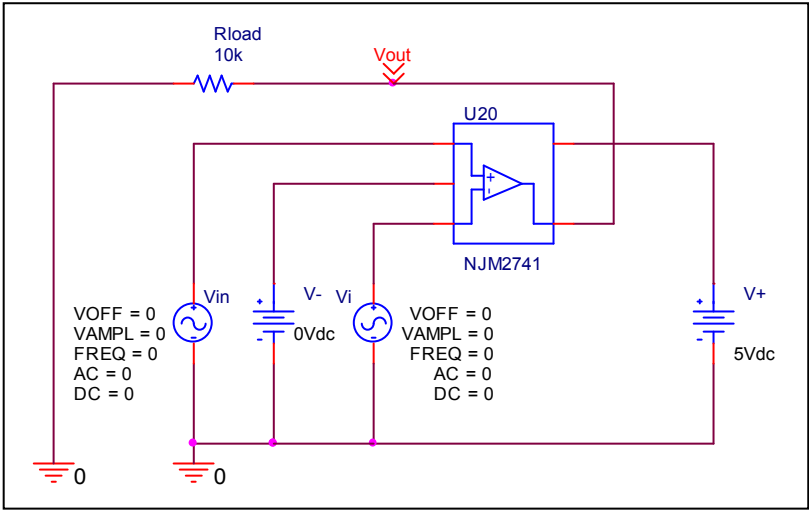 Rload
10k
Vout
U20
+
-
NJM2741
+
-
Vin
VOFF = 0
VAMPL = 0
FREQ = 0
AC = 0
DC = 0
+
-
V-
0Vdc
+
-
Vi
VOFF = 0
VAMPL = 0
FREQ = 0
AC = 0
DC = 0
+
-
V+
5Vdc
0
0